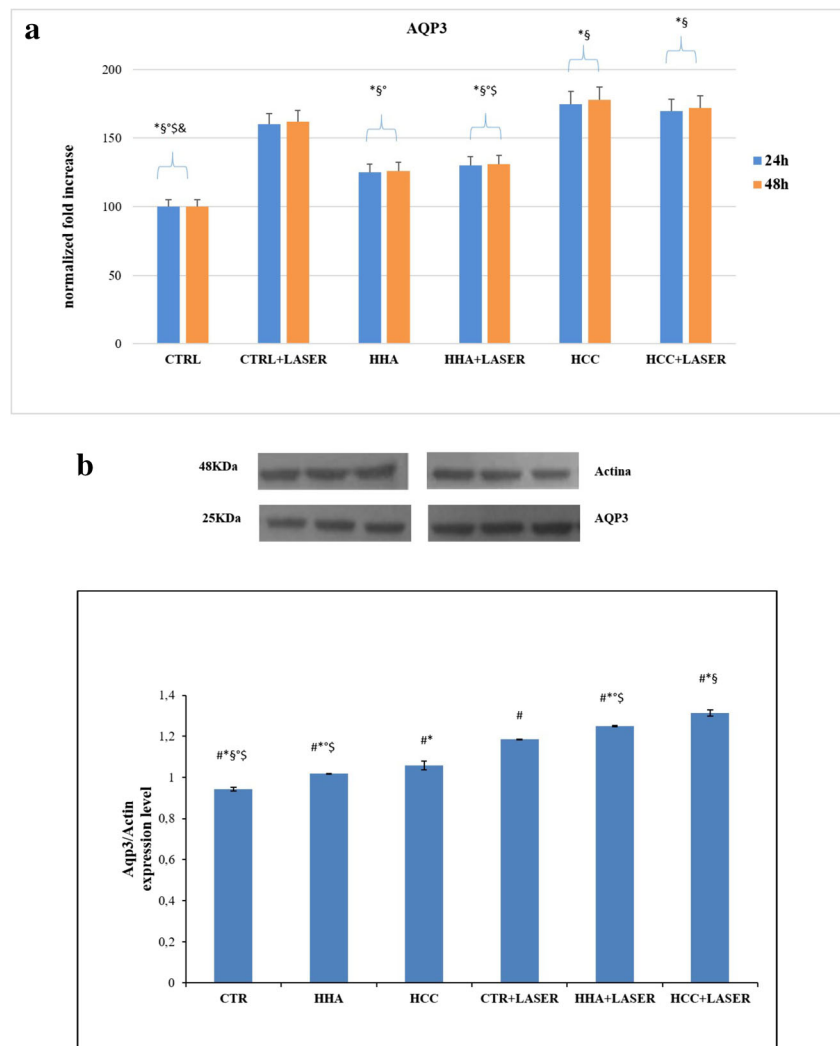 a
AQP3
normalized fold increase
200
150
100
50
0
*§°$&
*§°
*§°$
*§
*§
24h
48h
CTRL
CTRL+LASER
HHA
HHA+LASER
HCC
HCC+LASER
b
48KDa
Actina
25KDa
AQP3
Aqp3/Actin
expression level
1,4
1,2
1
0,8
0,6
0,4
0,2
0
#*§°$
#*°$
#*
#
#*°$
#*§
CTR
HHA
HCC
CTR+LASER
HHA+LASER
HCC+LASER